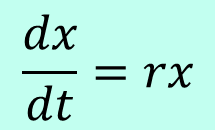 dx/dt = rx